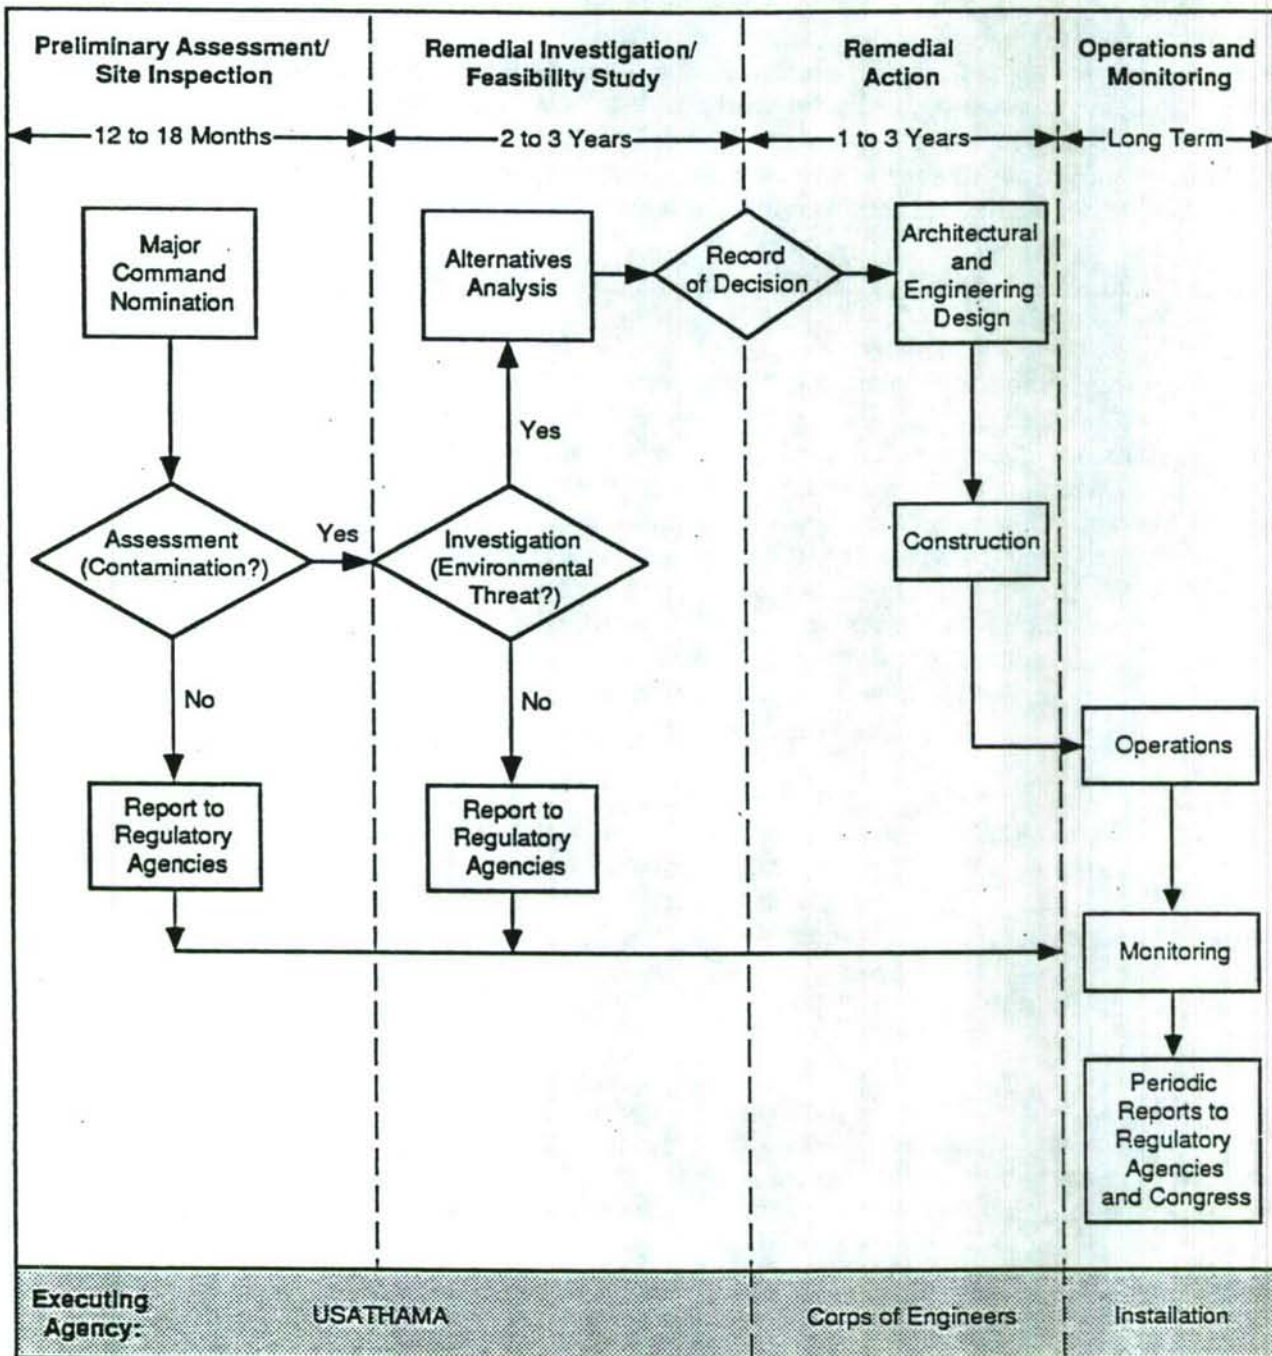 Preliminary Assessment/
Site Inspection
Remedial Investigation/
Feasibility Study
Remedial
Action
Operations and
Monitoring
12 to 18 Months
2 to 3 Years
1 to 3 Years
Long Term
Major
Command
Nomination
Alternatives
Analysis
Record
of Decision
Architectural
and
Engineering
Design
Yes
Assessment
(Contamination?)
Yes
Investigation
(Environmental
Threat?)
Construction
No
No
Operations
Report to
Regulatory
Agencies
Report to
Regulatory
Agencies
Monitoring
Periodic
Reports to
Regulatory
Agencies
and Congress
Executing
Agency:
USATHAMA
Corps of Engineers
Installation